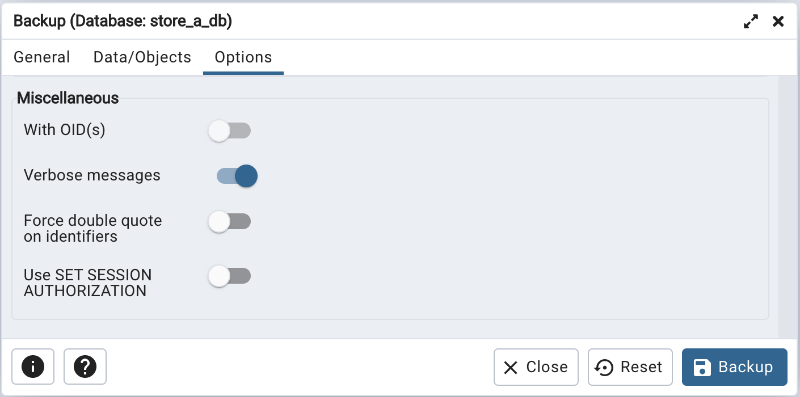 Backup (Database: store_a_db)
General Data/Objects Options
Miscellaneous
With OID(s)
Verbose messages
Force double quote
on identifiers
Use SET SESSION
AUTHORIZATION
Close Reset Backup